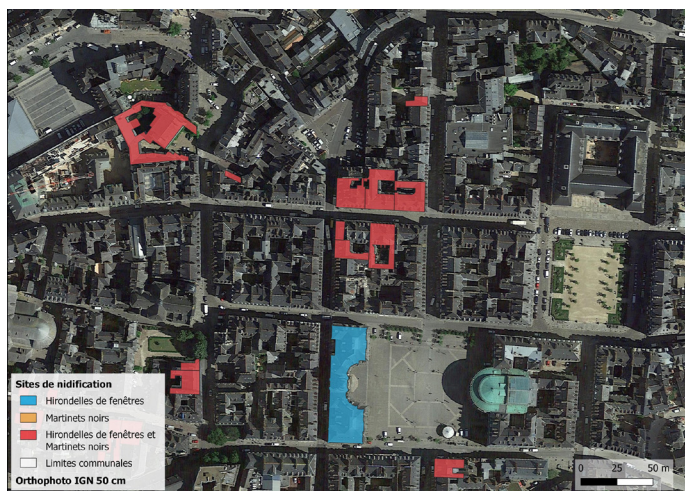 Sites de nidification
Hirondelles de fenêtres
Martinets noirs
Hirondelles de fenêtres et
Martinets noirs
Limites communales
Orthophoto IGN 50 cm
0 25 50 m